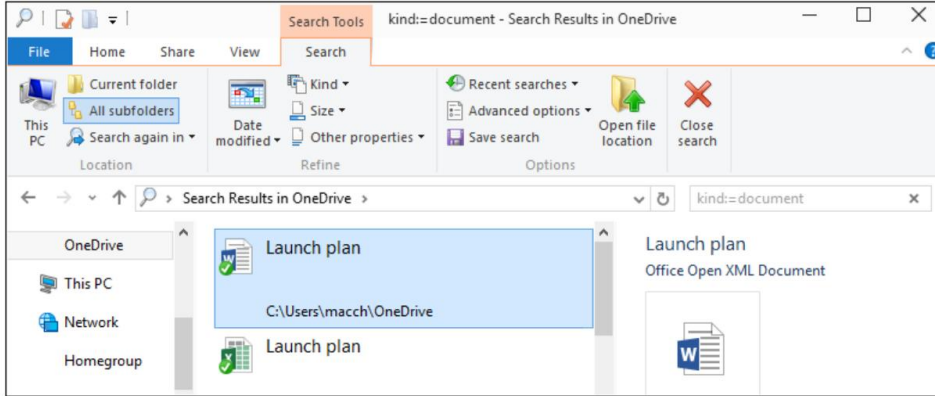 Search Tools kind:=document - Search Results in OneDrive
File Home Share View Search
This PC
Current folder
All subfolders
Search again in
Location
Date modified
Kind
Size
Other properties
Refine
Recent searches
Advanced options
Save search
Options
Open file location
Close search
Search Results in OneDrive
kind:=document
OneDrive
This PC
Network
Homegroup
Launch plan
C:\Users\macch\OneDrive
Launch plan
Launch plan
Office Open XML Document
W